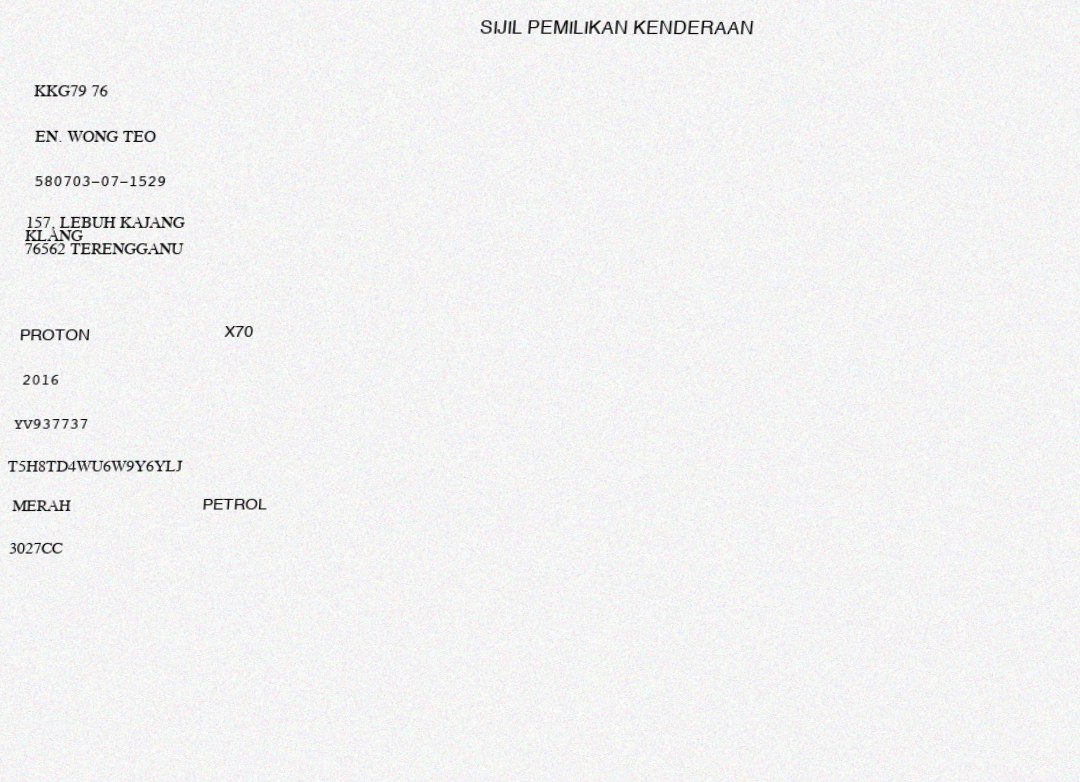 SIJIL PEMILIKAN KENDERAAN
KKG79 76
EN. WONG TEO
580703-07-1529
157, LEBUH KAJANG
KLANG
76562 TERENGGANU
PROTON X70
2016
YV937737
T5H8TD4WU6W9Y6YLJ
MERAH PETROL
3027CC